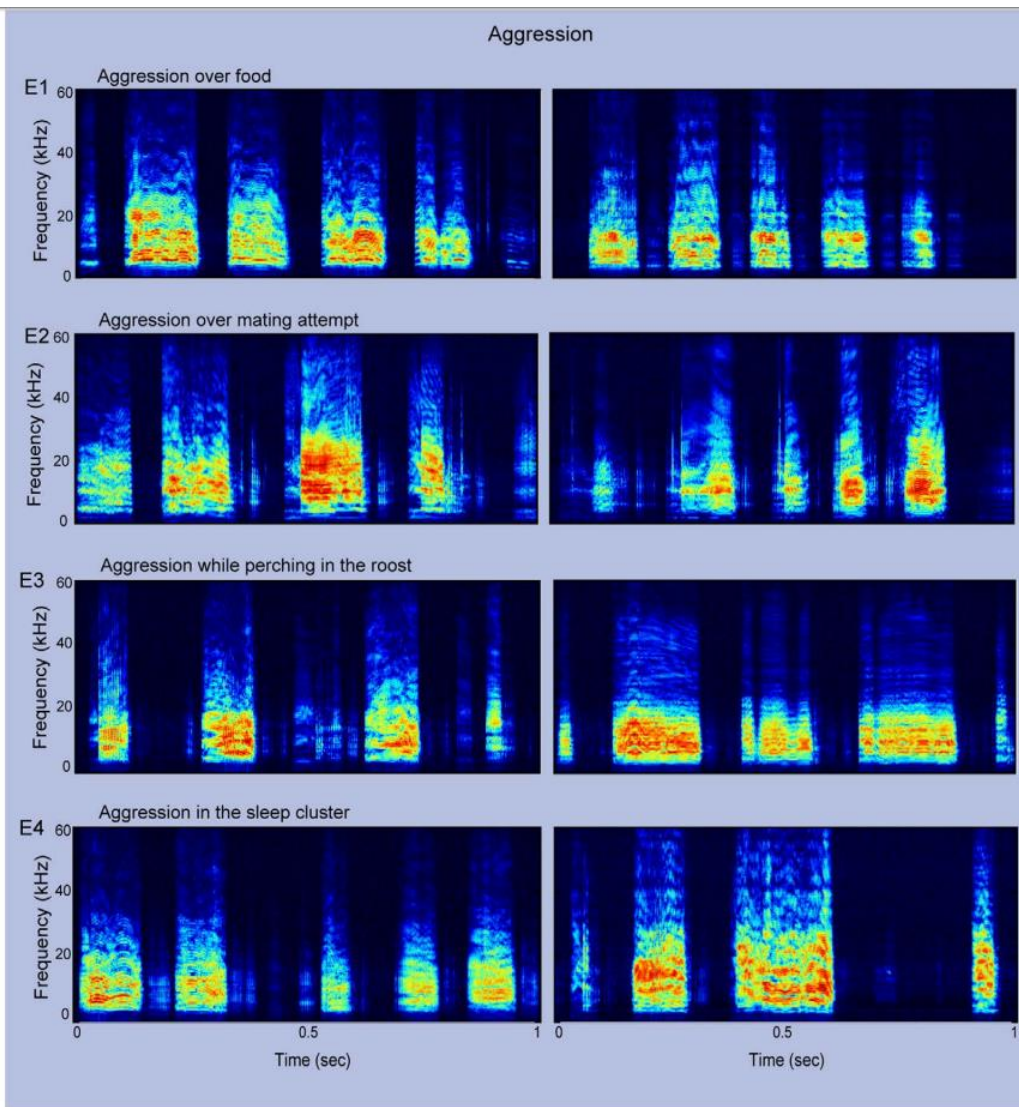 Aggression
Aggression over food
E1
60
40
20
0
Frequency (kHz)
Aggression over mating attempt
E2
60
40
20
0
Frequency (kHz)
Aggression while perching in the roost
E3
60
40
20
0
Frequency (kHz)
Aggression in the sleep cluster
E4
60
40
20
0
Frequency (kHz)
0 0.5 1 0 0.5 1
Time (sec) Time (sec)